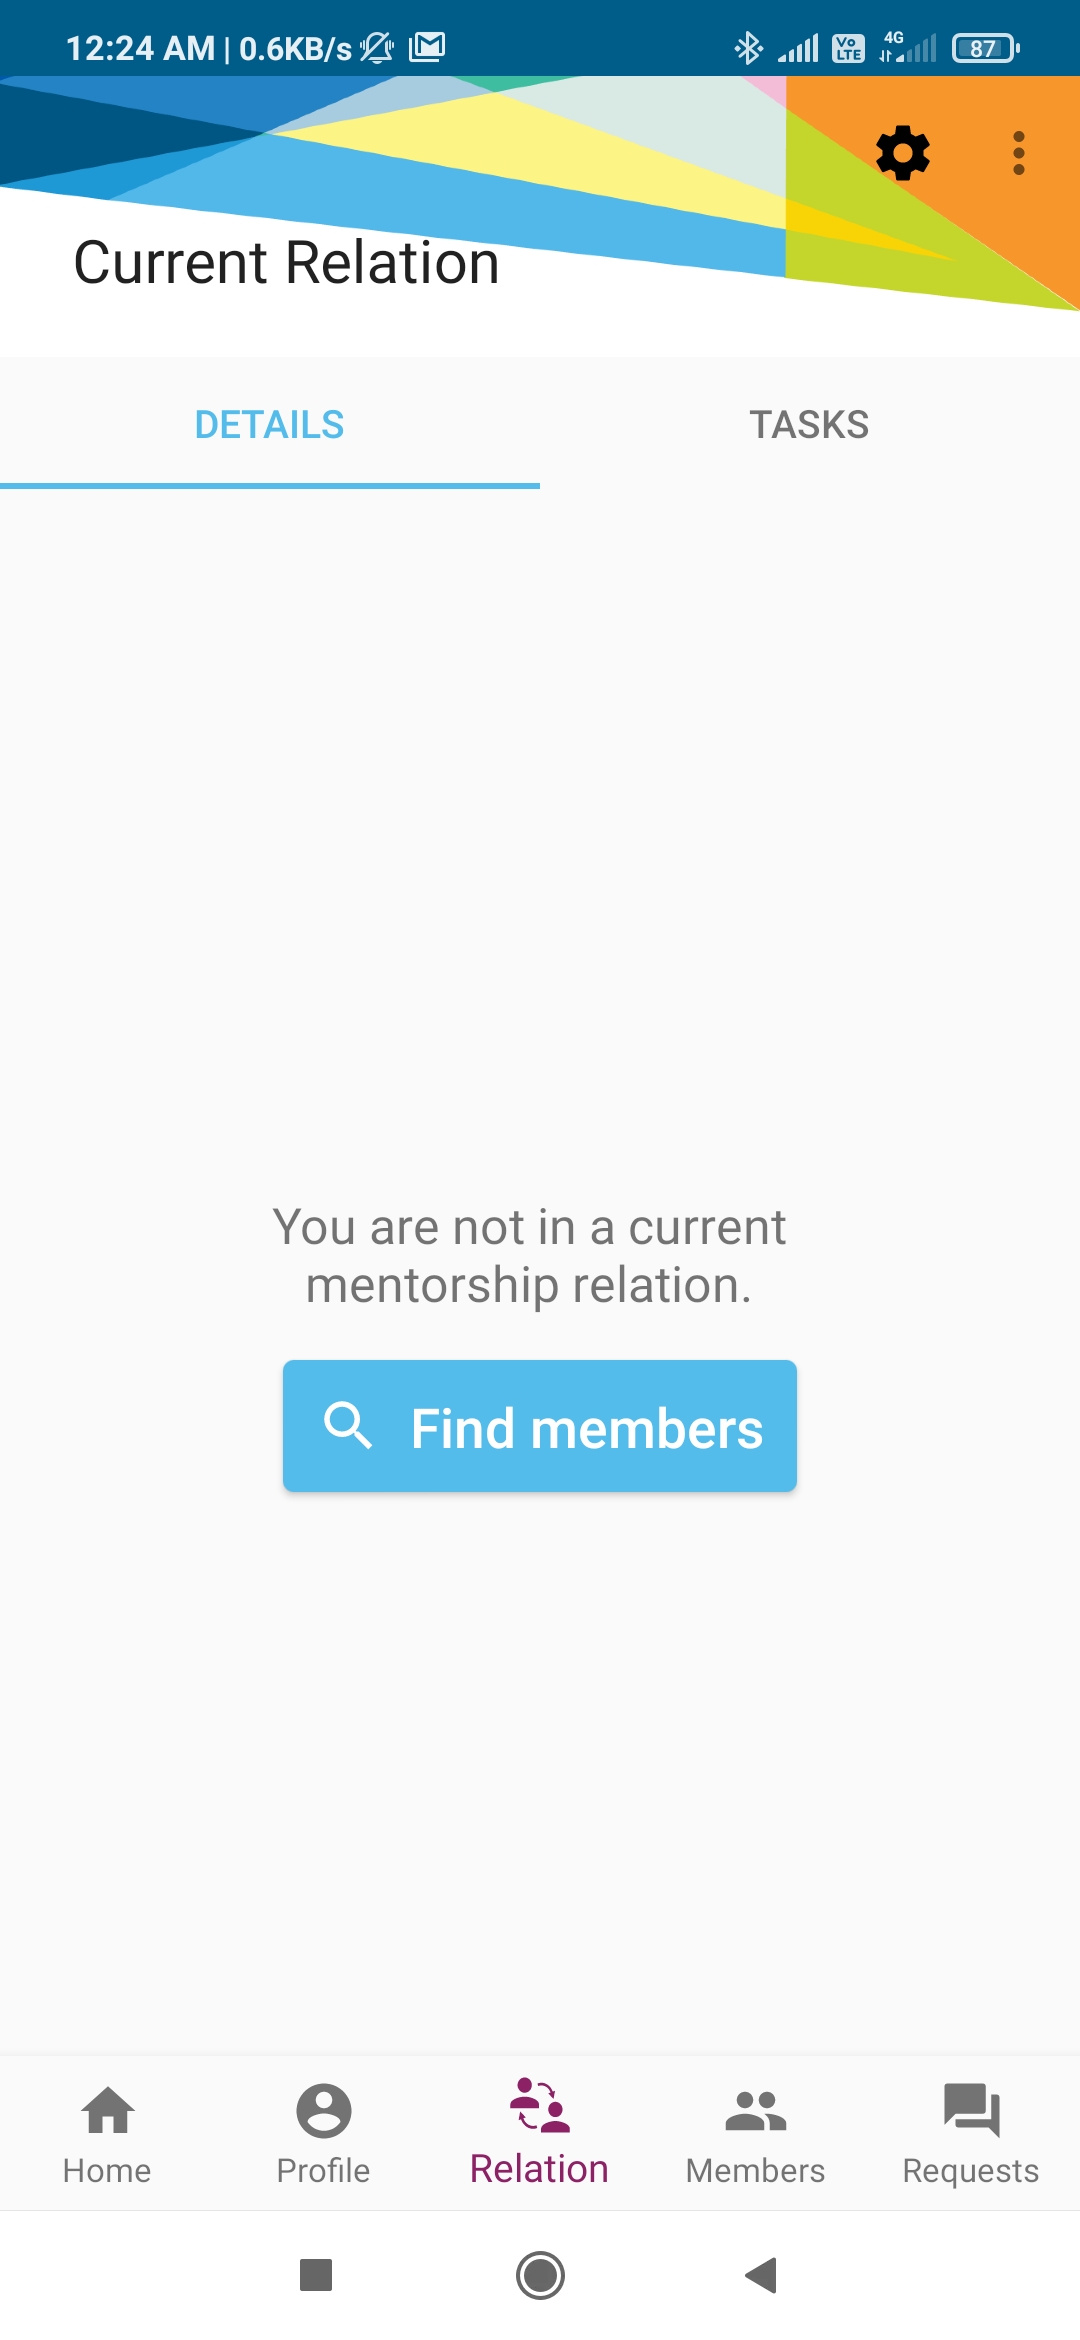 12:24 AM | 0.6KB/s
Vo LTE 4G 87
Current Relation
DETAILS TASKS
You are not in a current
mentorship relation.
Find members
Home Profile Relation Members Requests